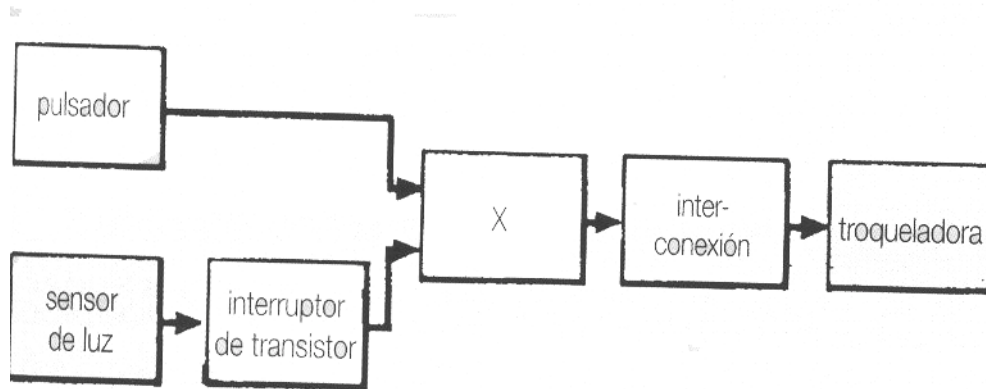 pulsador
X
inter-
conexión
troqueladora
sensor
de luz
interruptor
de transistor